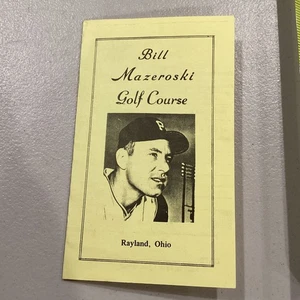 Bill
Mazeroski
Golf Course
P
Rayland, Ohio